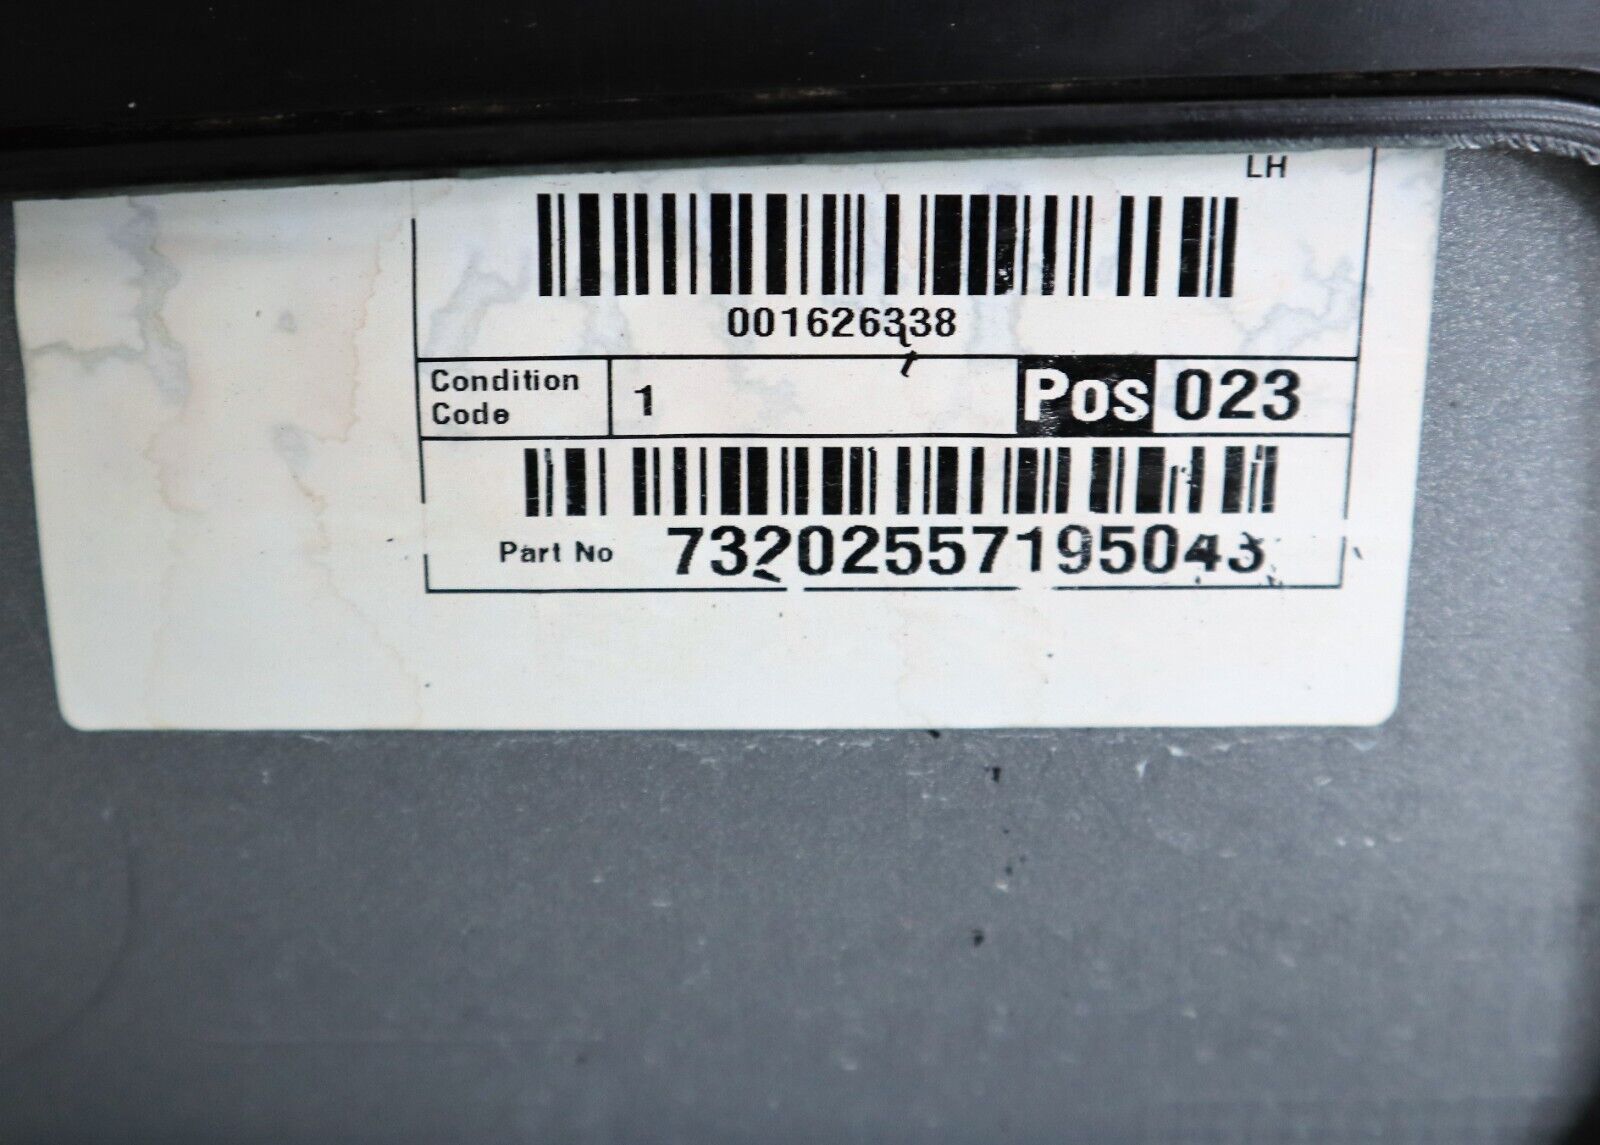 LH
001626338
Condition Code 1 Pos 023
Part No 73202557195043